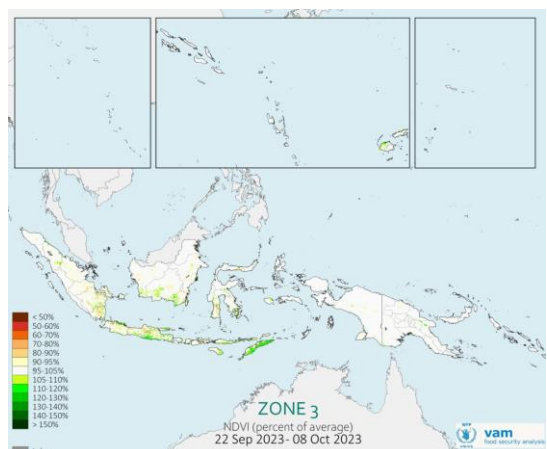 < 50%
50-60%
60-70%
70-80%
80-90%
90-95%
95-105%
105-110%
110-120%
120-130%
130-140%
140-150%
> 150%
ZONE 3
NDVI (percent of average)
22 Sep 2023- 08 Oct 2023
WFP
vam
food security analysis